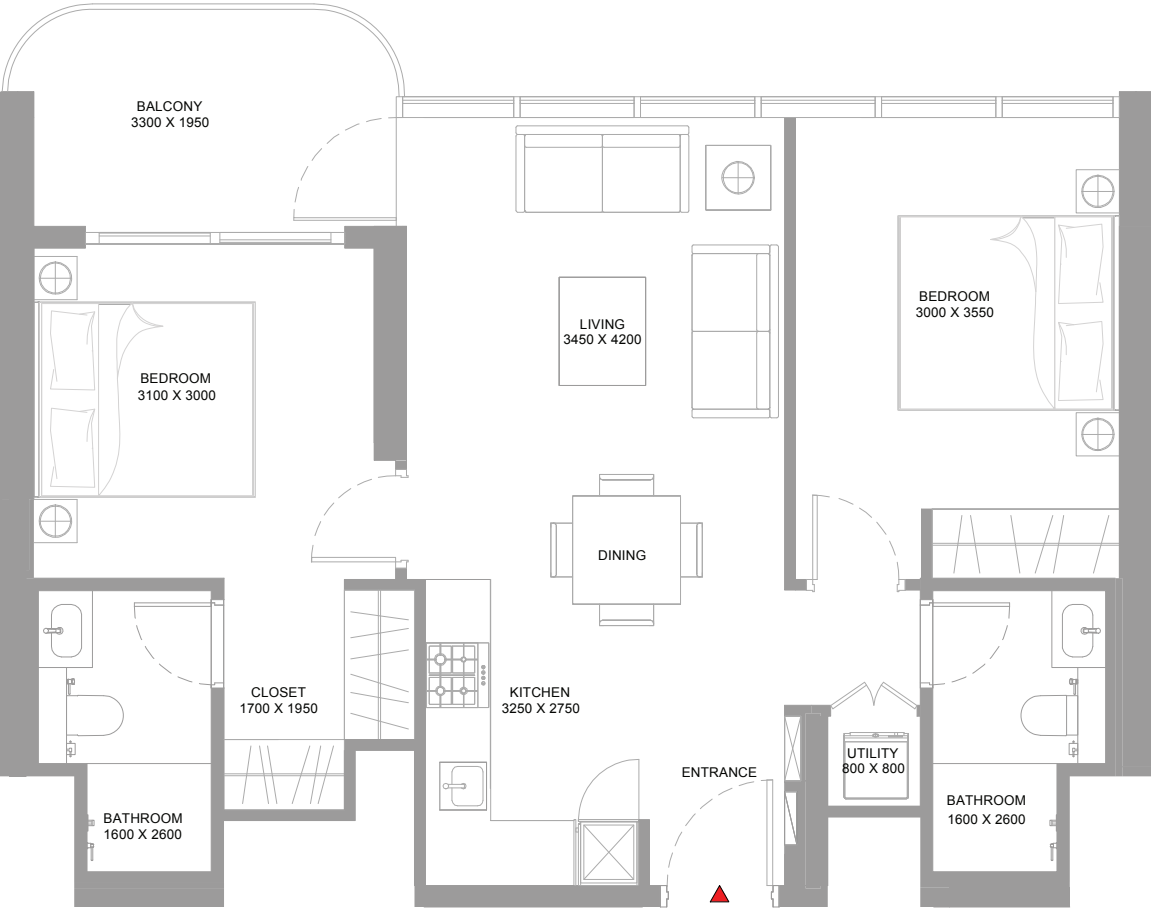 BALCONY
3300 X 1950
LIVING
3450 X 4200
BEDROOM
3000 X 3550
BEDROOM
3100 X 3000
DINING
CLOSET
1700 X 1950
KITCHEN
3250 X 2750
UTILITY
800 X 800
ENTRANCE
BATHROOM
1600 X 2600
BATHROOM
1600 X 2600